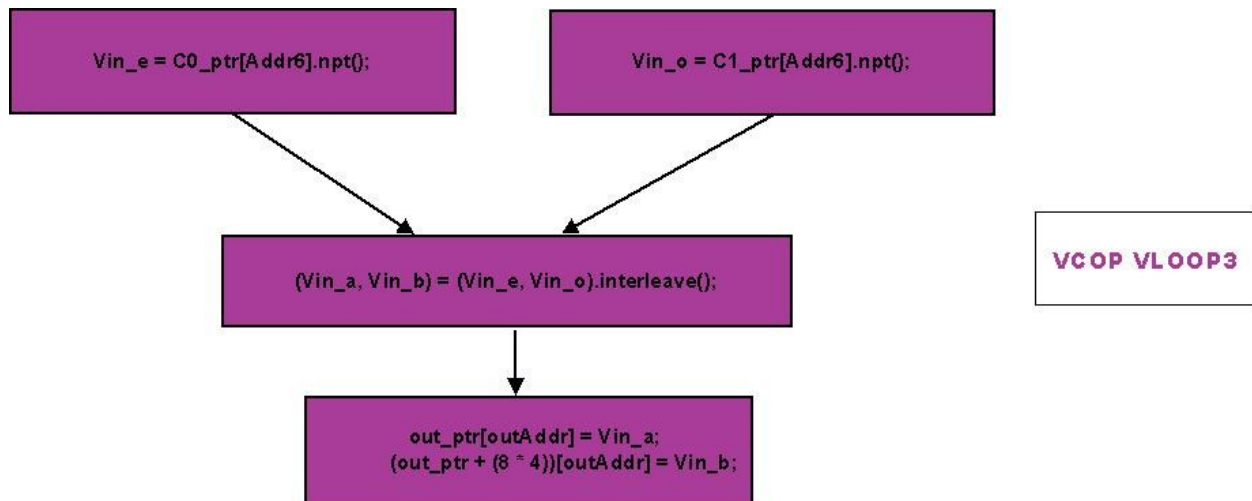 Vin_e = C0_ptr[Addr6].npt();
Vin_o = C1_ptr[Addr6].npt();
(Vin_a, Vin_b) = (Vin_e, Vin_o).interleave();
VCOP VLOOP3
out_ptr[outAddr] = Vin_a;
(out_ptr + (8 * 4))[outAddr] = Vin_b;